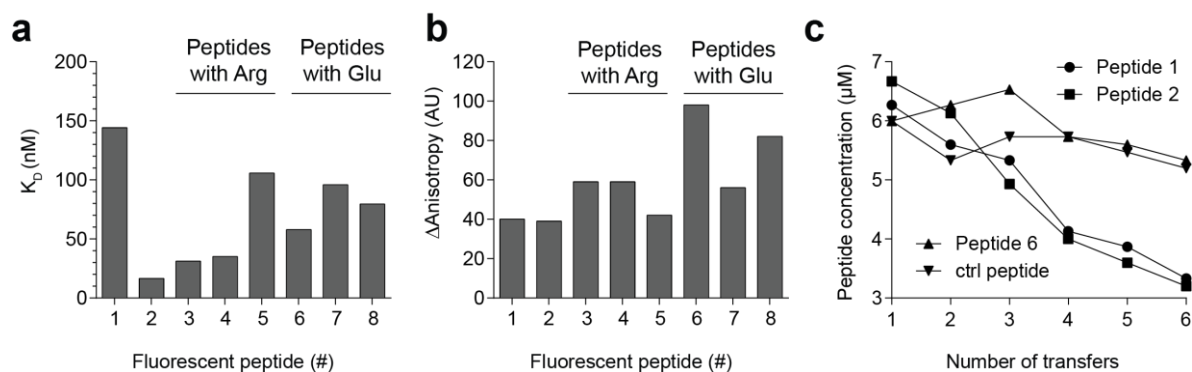 a
Peptides
with Arg
Peptides
with Glu
200
150
100
50
0
K_D (nM)
1 2 3 4 5 6 7 8
Fluorescent peptide (#)
b
Peptides
with Arg
Peptides
with Glu
120
100
80
60
40
20
0
ΔAnisotropy (AU)
1 2 3 4 5 6 7 8
Fluorescent peptide (#)
c
Peptide 1
Peptide 2
7
6
5
4
3
Peptide concentration (µM)
Peptide 6
ctrl peptide
1 2 3 4 5 6
Number of transfers